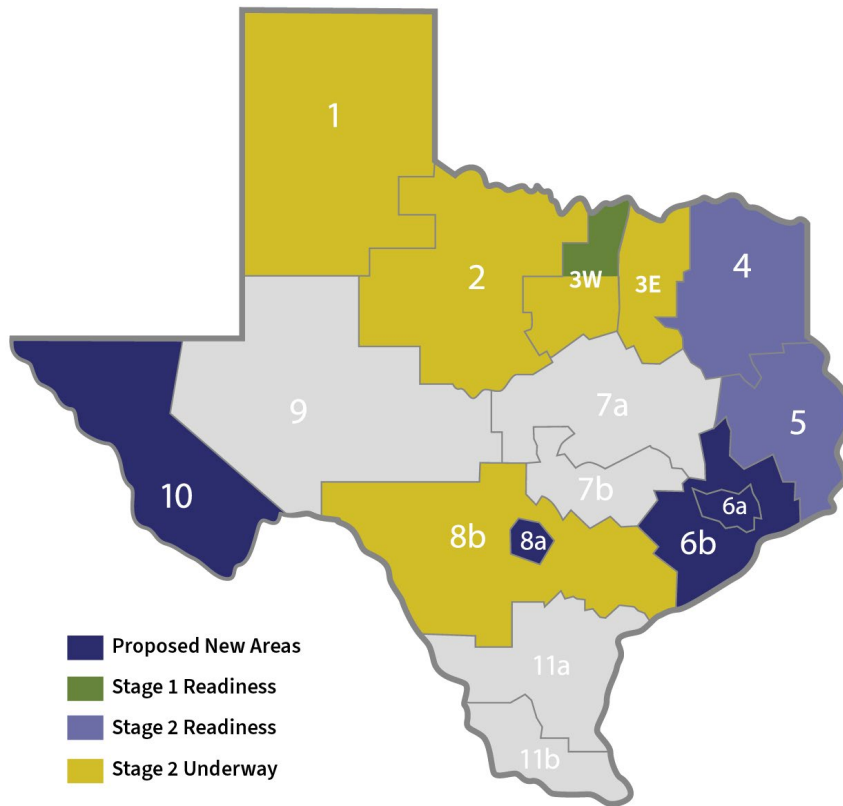 1
2
3W
3E
4
9
7a
5
10
7b
6a
8b
8a
6b
11a
11b
Proposed New Areas
Stage 1 Readiness
Stage 2 Readiness
Stage 2 Underway